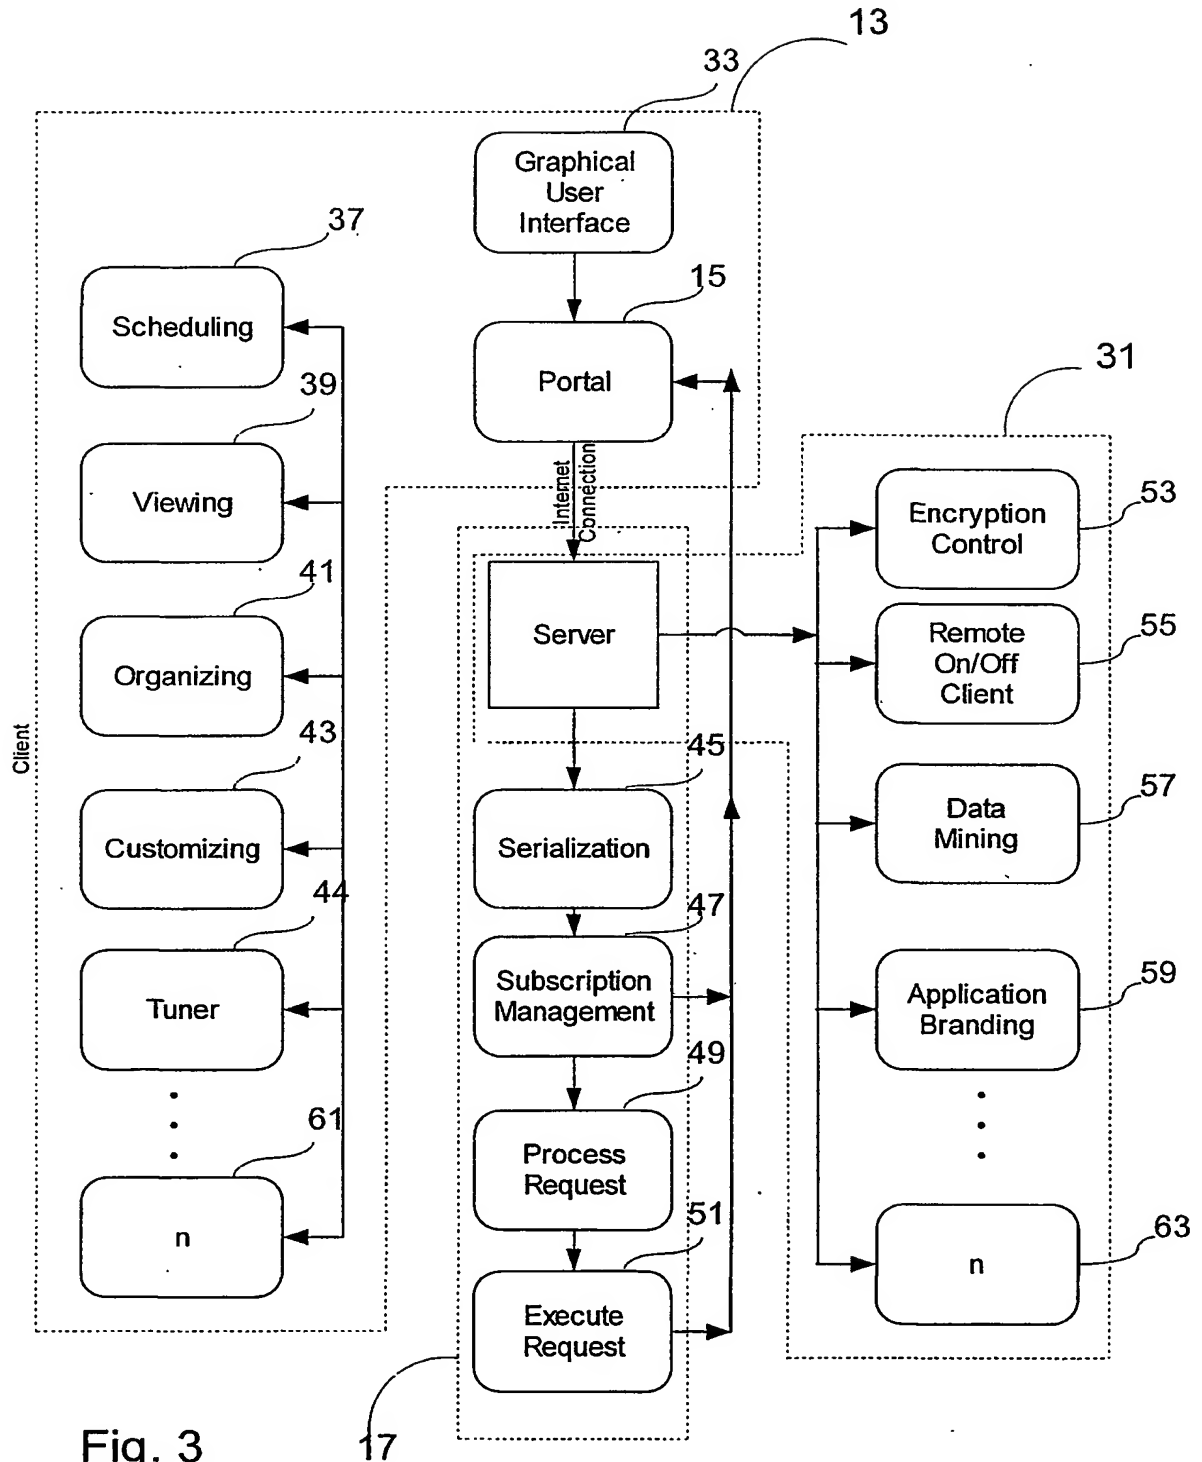 13
33
Graphical
User
Interface
37
15
Scheduling
Portal
31
39
Internet
Connection
Viewing
Encryption
Control
53
41
Server
Remote
On/Off
Client
55
Organizing
Client
43
45
Customizing
Serialization
Data
Mining
57
44
47
Tuner
Subscription
Management
Application
Branding
59
49
61
Process
Request
n
51
n
63
Execute
Request
Fig. 3
17